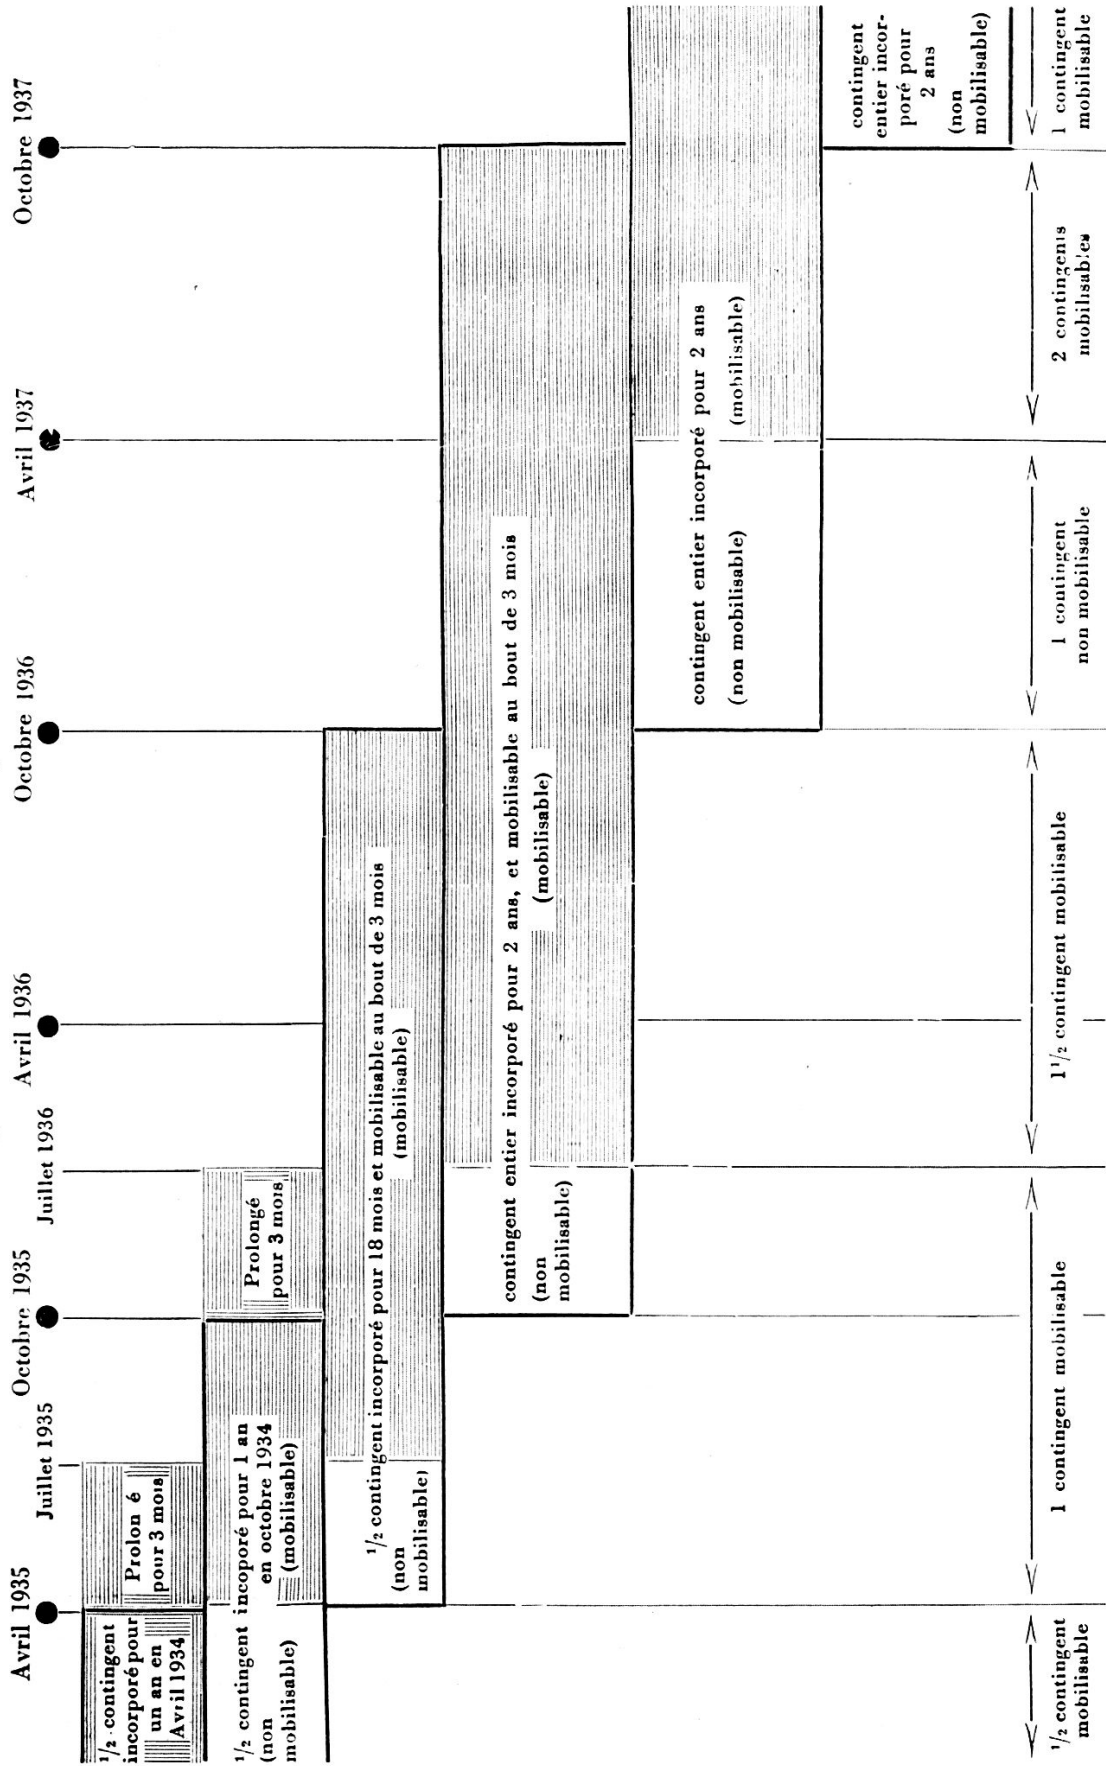 Avril 1935
Juillet 1935
Octobre 1935
Juillet 1936
Avril 1936
Octobre 1936
Avril 1937
Octobre 1937
1/2 contingent
incorporé pour
un an en
Avril 1934
Prolon é
pour 3 mois
1/2 contingent incoporé pour 1 an
en octobre 1934
(non
mobilisable)
(mobilisable)
Prolongé
pour 3 mois
1/2 contingent incorporé pour 18 mois et mobilisable au bout de 3 mois
(non
mobilisable)
(mobilisable)
contingent entier incorporé pour 2 ans, et mobilisable au bout de 3 mois
(non
mobilisable)
(mobilisable)
contingent entier incorporé pour 2 ans
(non mobilisable)
(mobilisable)
contingent
entier incor-
poré pour
2 ans
(non
mobilisable)
1/2 contingent
mobilisable
1 contingent mobilisable
1 1/2 contingent mobilisable
1 contingent
non mobilisable
2 contingents
mobilisables
1 contingent
mobilisable